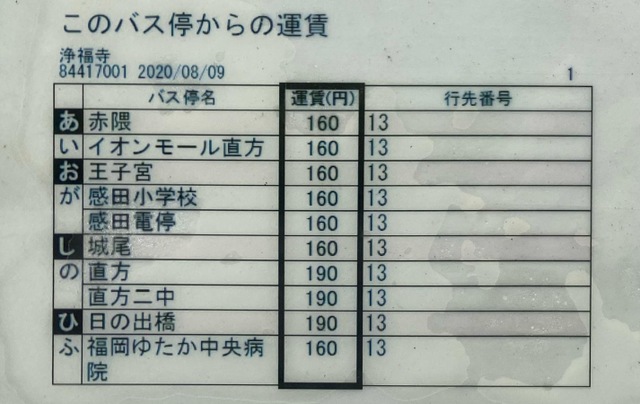 このバス停からの運賃
浄福寺
84417001 2020/08/09 1
バス停名 運賃(円) 行先番号
あ 赤隈 160 13
い イオンモール直方 160 13
お 王子宮 160 13
が 感田小学校 160 13
感田電停 160 13
し 城尾 160 13
の 直方 190 13
直方二中 190 13
ひ 日の出橋 190 13
ふ 福岡ゆたか中央病 160 13
院